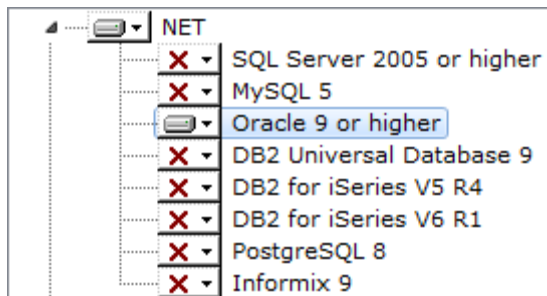 NET
SQL Server 2005 or higher
MySQL 5
Oracle 9 or higher
DB2 Universal Database 9
DB2 for iSeries V5 R4
DB2 for iSeries V6 R1
PostgreSQL 8
Informix 9